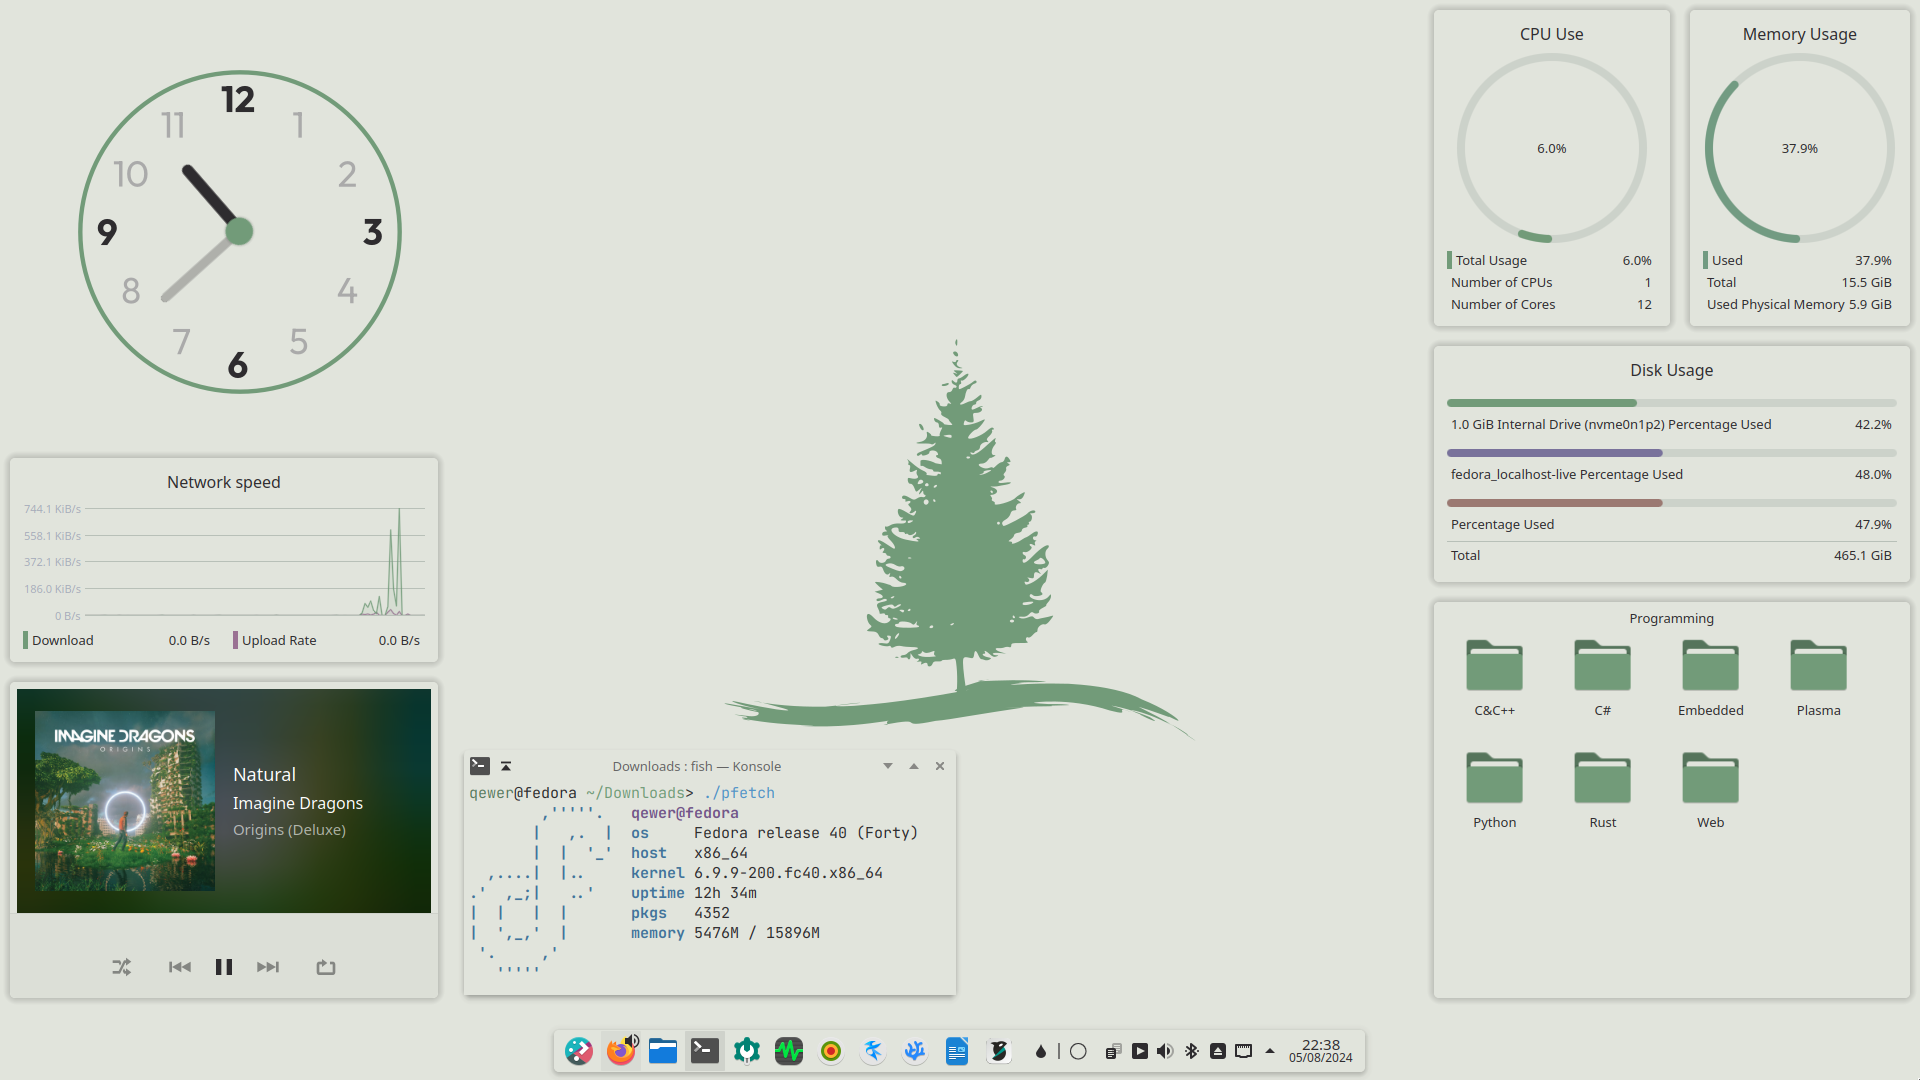 12
11
1
10
2
9
3
8
4
7
5
6
Network speed
744.1 KiB/s
558.1 KiB/s
372.1 KiB/s
186.0 KiB/s
0 B/s
Download 0.0 B/s Upload Rate 0.0 B/s
IMAGINE DRAGONS
ORIGINS
Natural
Imagine Dragons
Origins (Deluxe)
Downloads : fish — Konsole
qewer@fedora ~/Downloads> ./pfetch
qewer@fedora
os Fedora release 40 (Forty)
host x86_64
kernel 6.9.9-200.fc40.x86_64
uptime 12h 34m
pkgs 4352
memory 5476M / 15896M
CPU Use
6.0%
Total Usage 6.0%
Number of CPUs 1
Number of Cores 12
Memory Usage
37.9%
Used 37.9%
Total 15.5 GiB
Used Physical Memory 5.9 GiB
Disk Usage
1.0 GiB Internal Drive (nvme0n1p2) Percentage Used 42.2%
fedora_localhost-live Percentage Used 48.0%
Percentage Used 47.9%
Total 465.1 GiB
Programming
C&C++ C# Embedded Plasma
Python Rust Web
22:38
05/08/2024